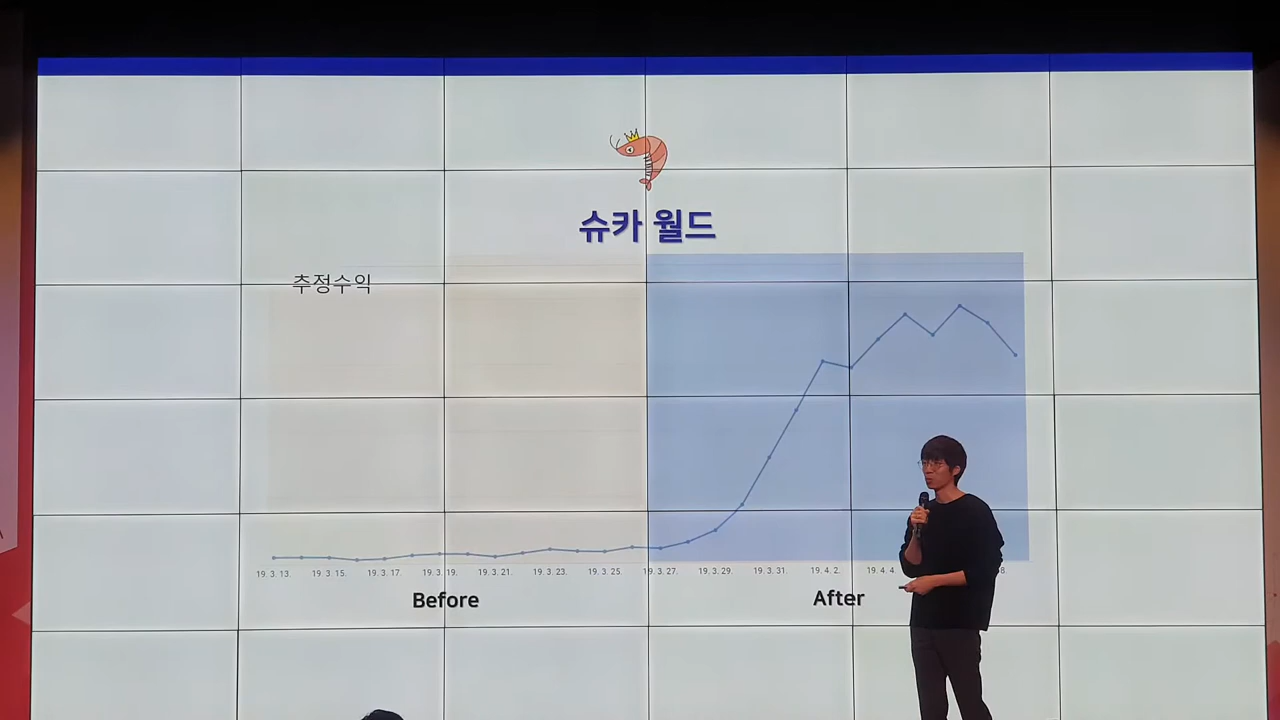 슈카 월드
추정수익
19. 3. 13. 19. 3. 15. 19. 3. 17. 19. 3. 19. 19. 3. 21. 19. 3. 23. 19. 3. 25. 19. 3. 27. 19. 3. 29. 19. 3. 31. 19. 4. 2. 19. 4. 4 8.
Before After